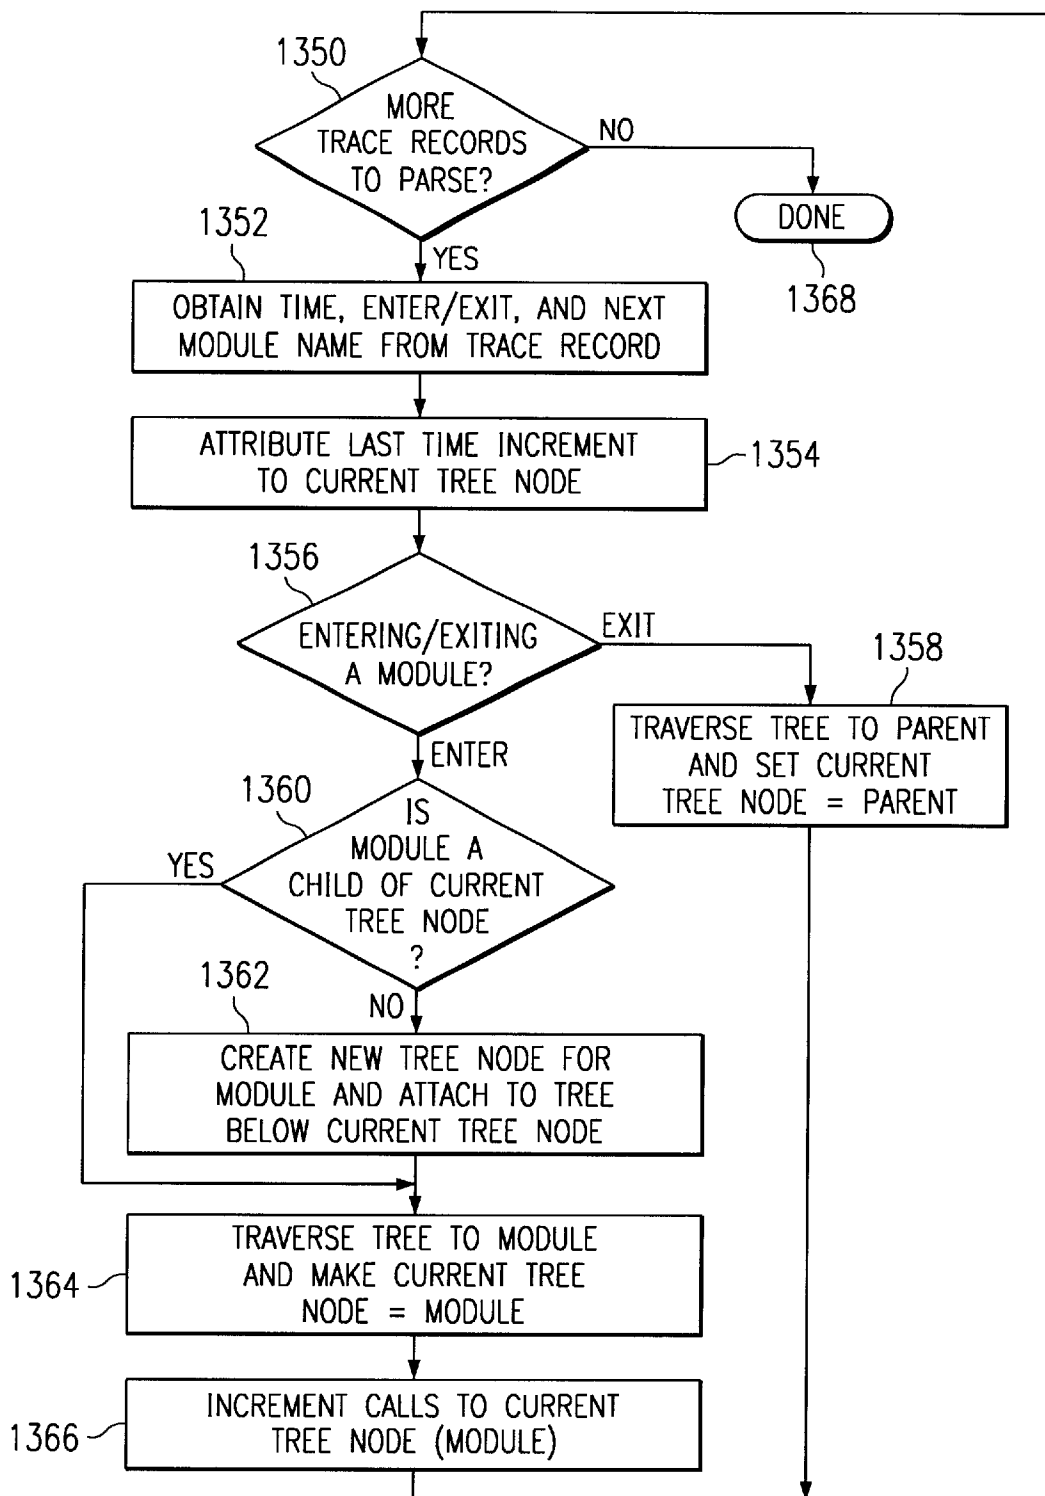 1350
MORE
TRACE RECORDS
TO PARSE?
NO
DONE
1368
YES
1352
OBTAIN TIME, ENTER/EXIT, AND NEXT
MODULE NAME FROM TRACE RECORD
ATTRIBUTE LAST TIME INCREMENT
TO CURRENT TREE NODE
1354
1356
ENTERING/EXITING
A MODULE?
EXIT
1358
TRAVERSE TREE TO PARENT
AND SET CURRENT
TREE NODE = PARENT
ENTER
1360
IS
MODULE A
CHILD OF CURRENT
TREE NODE
?
YES
NO
1362
CREATE NEW TREE NODE FOR
MODULE AND ATTACH TO TREE
BELOW CURRENT TREE NODE
1364
TRAVERSE TREE TO MODULE
AND MAKE CURRENT TREE
NODE = MODULE
1366
INCREMENT CALLS TO CURRENT
TREE NODE (MODULE)